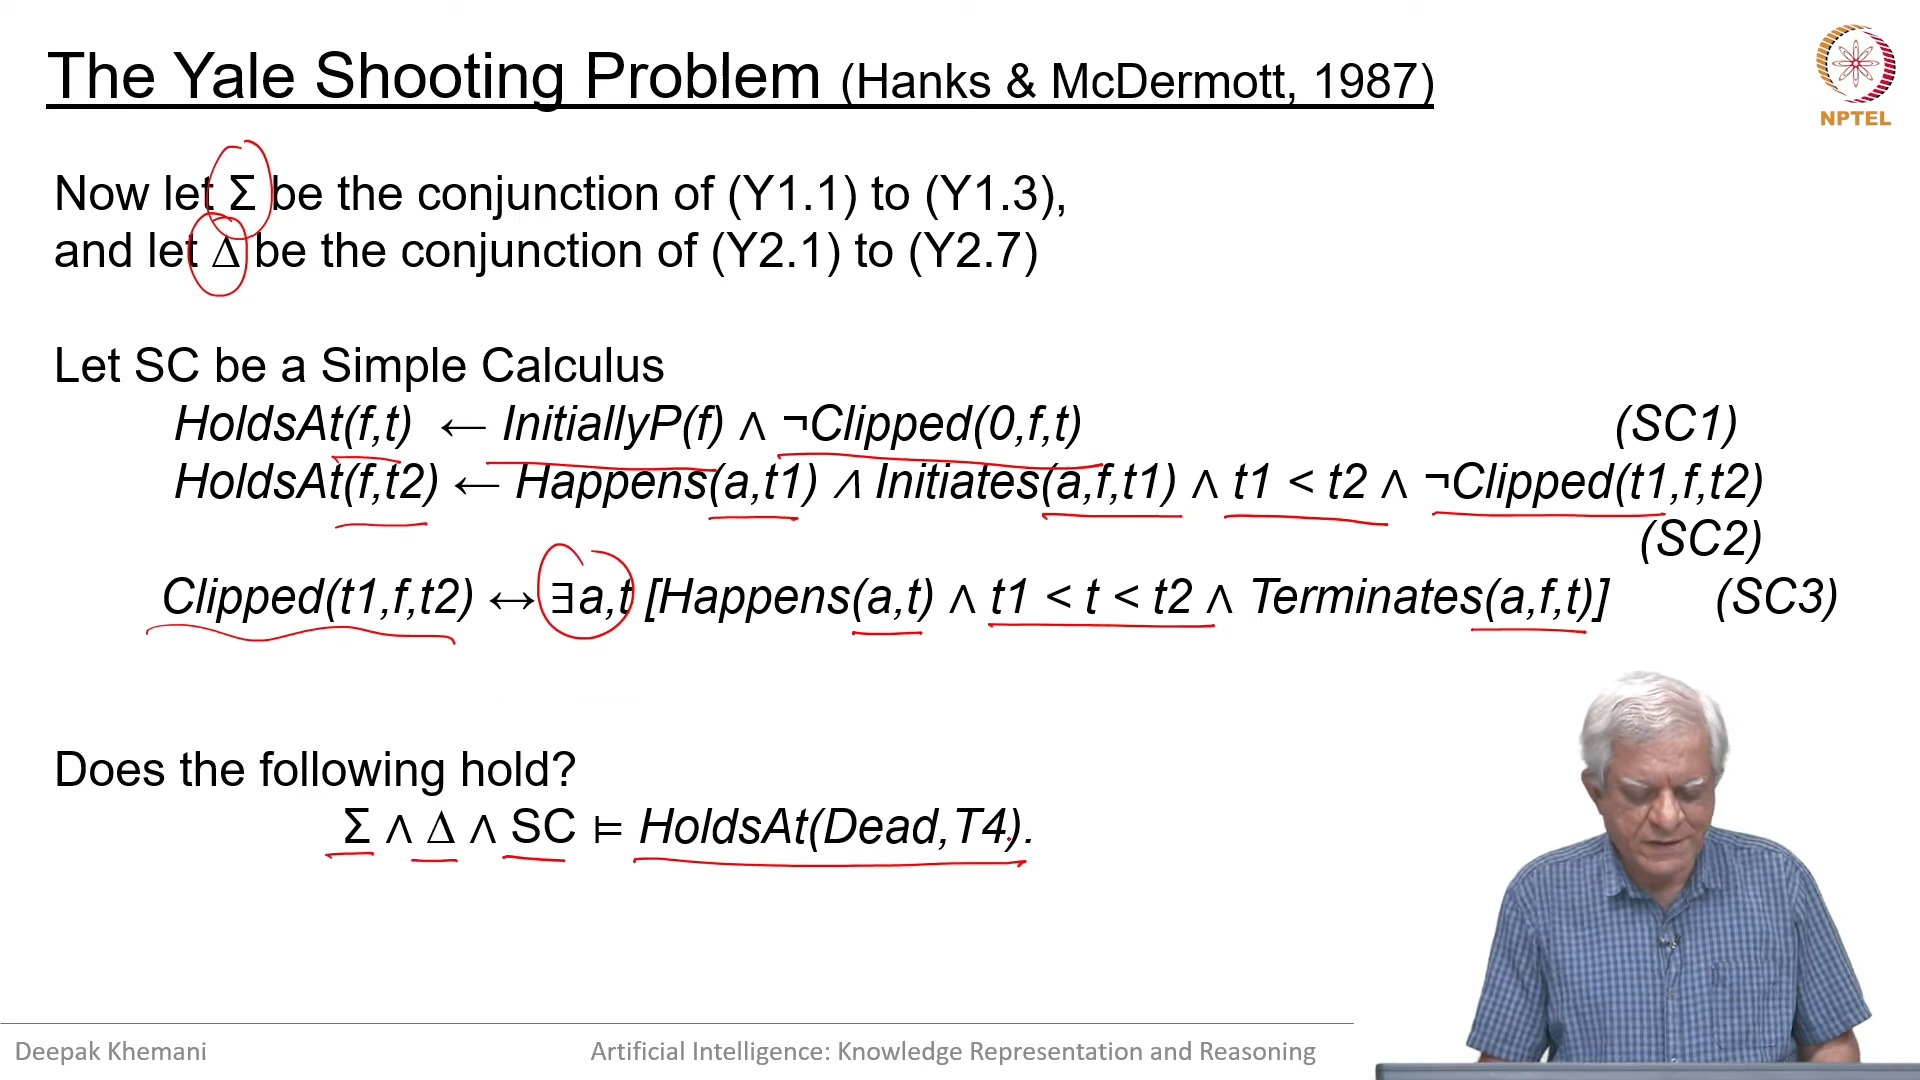 The Yale Shooting Problem (Hanks & McDermott, 1987)
NPTEL
Now let Σ be the conjunction of (Y1.1) to (Y1.3),
and let Δ be the conjunction of (Y2.1) to (Y2.7)
Let SC be a Simple Calculus
HoldsAt(f,t) ← InitiallyP(f) ∧ ¬Clipped(0,f,t) (SC1)
HoldsAt(f,t2) ← Happens(a,t1) ∧ Initiates(a,f,t1) ∧ t1 < t2 ∧ ¬Clipped(t1,f,t2)
(SC2)
Clipped(t1,f,t2) ↔ ∃a,t [Happens(a,t) ∧ t1 < t < t2 ∧ Terminates(a,f,t)] (SC3)
Does the following hold?
Σ ∧ Δ ∧ SC ⊨ HoldsAt(Dead,T4).
Deepak Khemani
Artificial Intelligence: Knowledge Representation and Reasoning